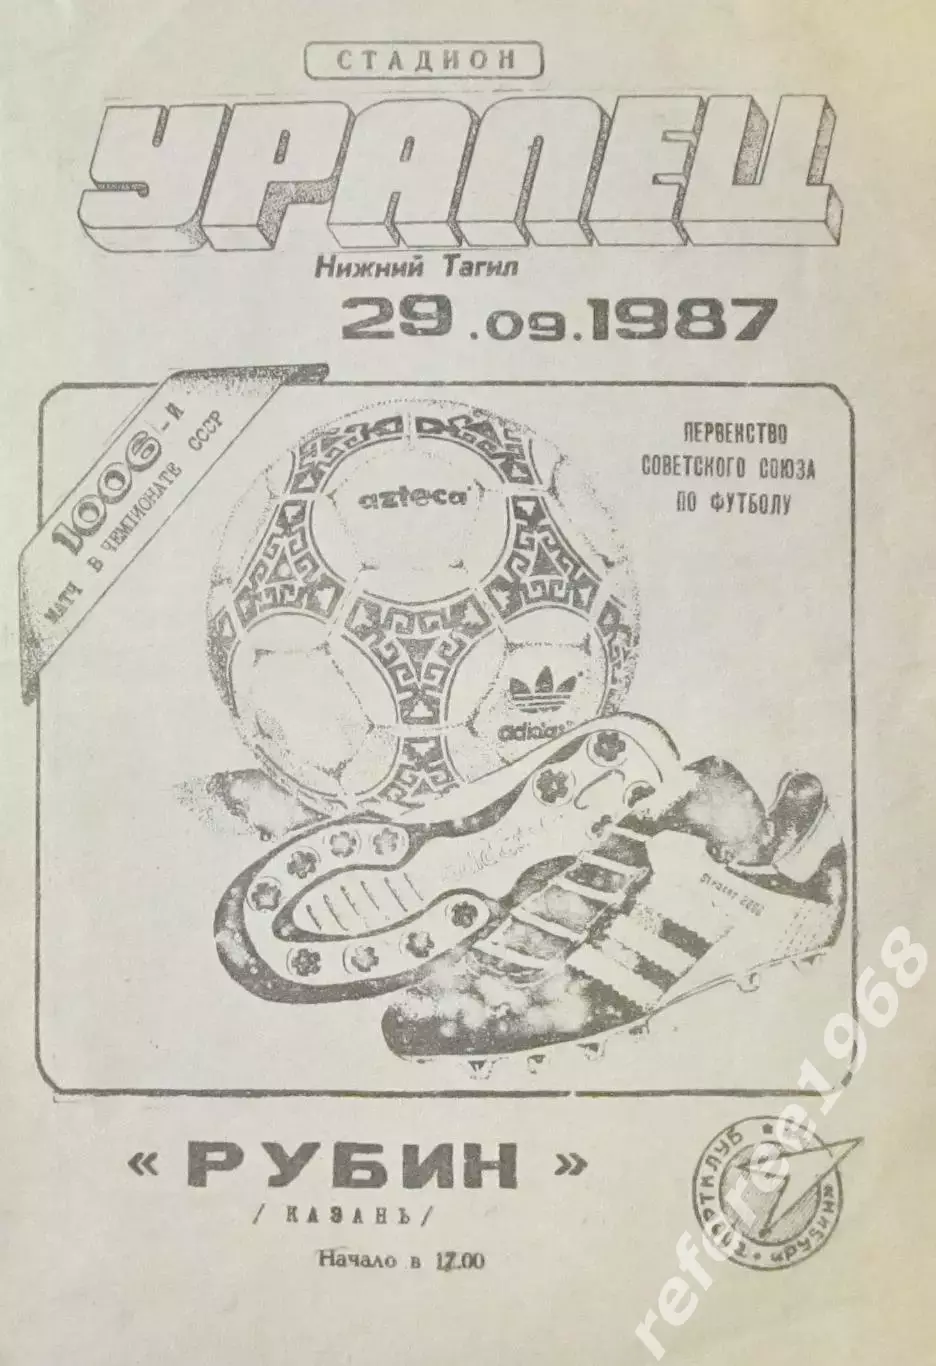 СТАДИОН
УРАЛЕЦ
Нижний Тагил
29.09.1987
1006-й
МАТЧ В ЧЕМПИОНАТЕ СССР
ПЕРВЕНСТВО
СОВЕТСКОГО СОЮЗА
ПО ФУТБОЛУ
azteca
adidas
«РУБИН»
/КАЗАНЬ/
Начало в 17.00
СПОРТКЛУБ
«РУБИН»
referee1968